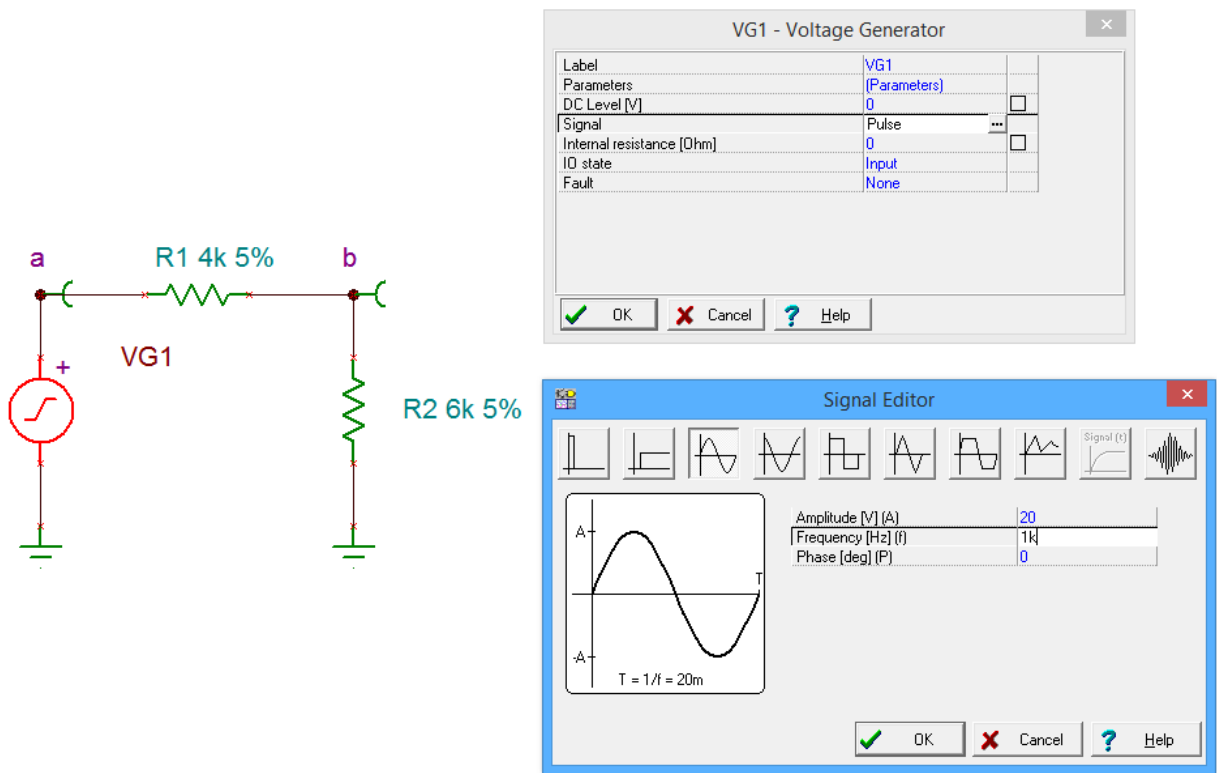 VG1 - Voltage Generator
Label VG1
Parameters (Parameters)
DC Level [V] 0
Signal Pulse ...
Internal resistance [Ohm] 0
IO state Input
Fault None
OK Cancel ? Help
a R1 4k 5% b
VG1
+
R2 6k 5%
Signal Editor
Signal (t)
Amplitude [V] (A) 20
Frequency [Hz] (f) 1k
Phase [deg] (P) 0
A
T
-A
T = 1/f = 20m
OK Cancel ? Help